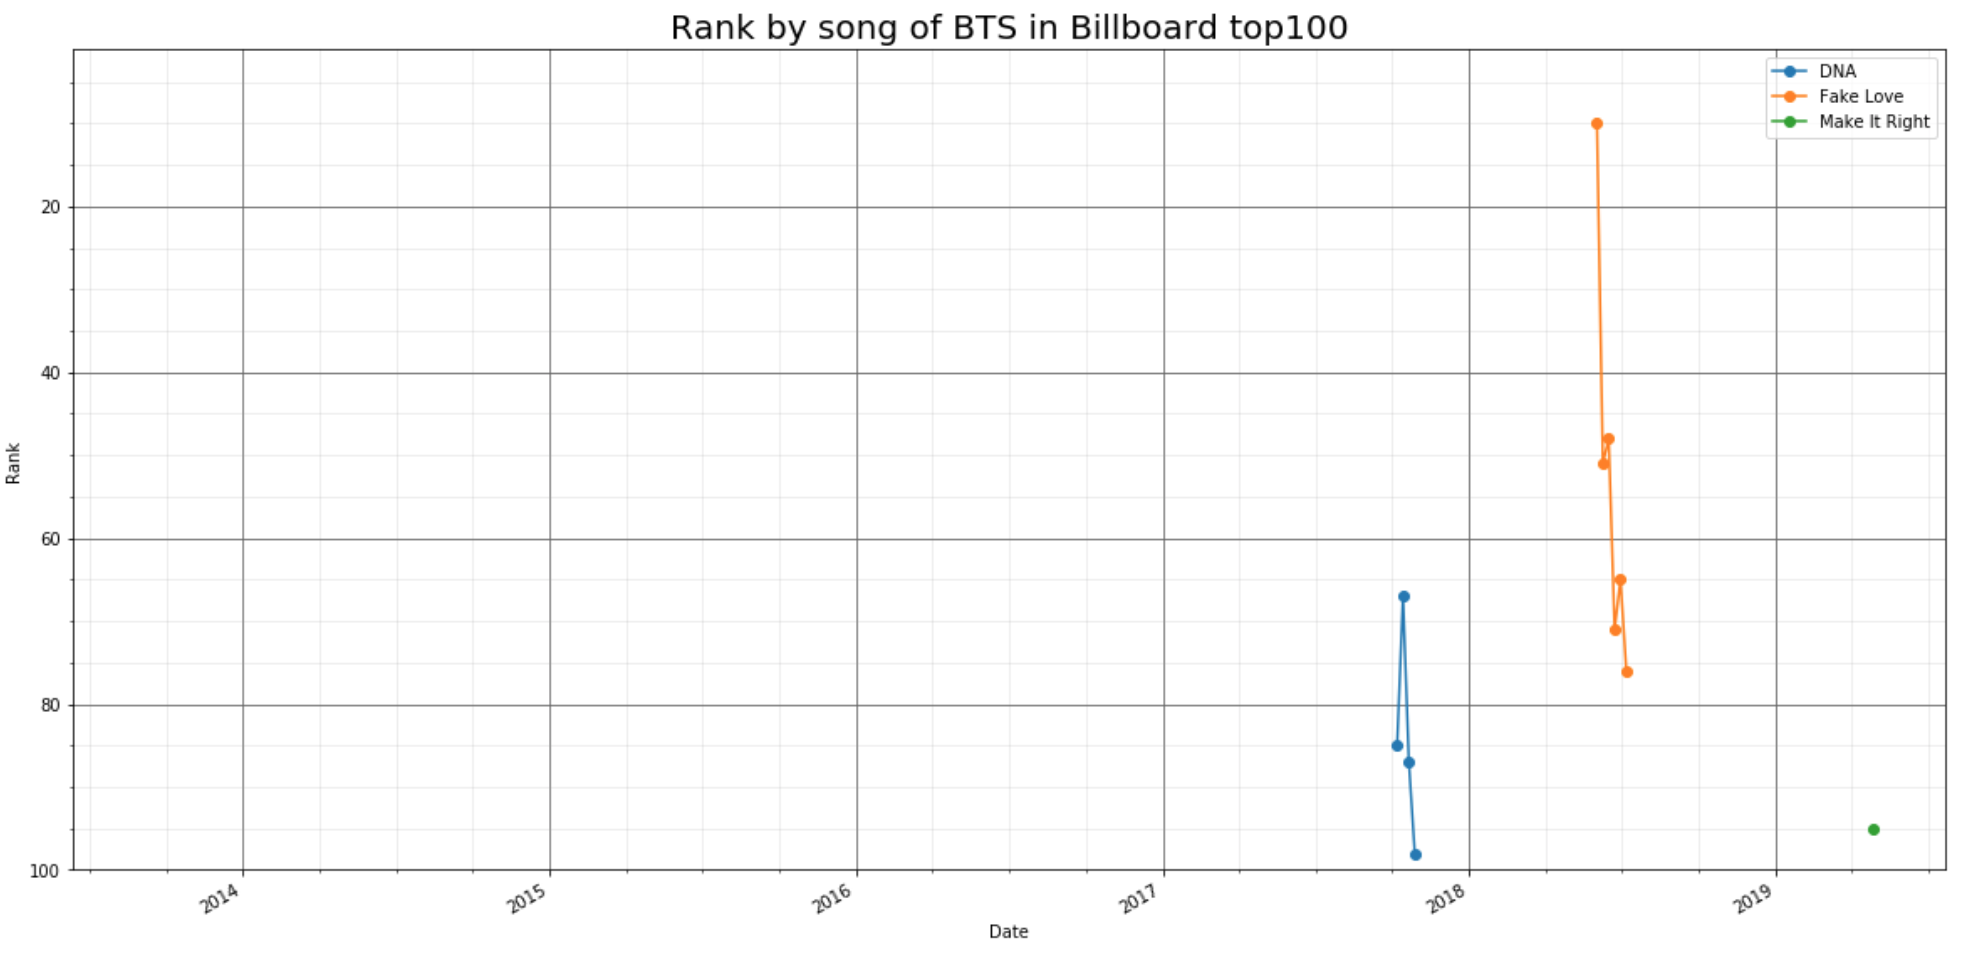 Rank by song of BTS in Billboard top100
DNA
Fake Love
Make It Right
Rank
20
40
60
80
100
2014
2015
2016
2017
2018
2019
Date